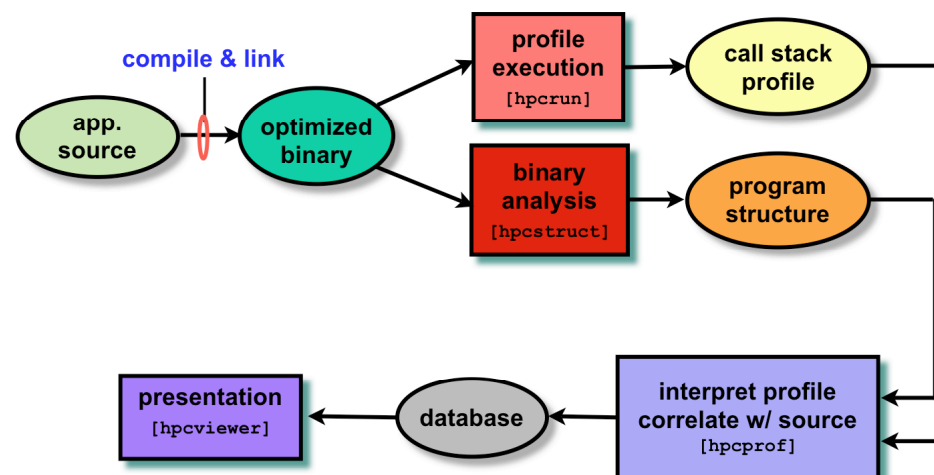 compile & link
app.
source
optimized
binary
profile
execution
[hpcrun]
call stack
profile
binary
analysis
[hpcstruct]
program
structure
presentation
[hpcviewer]
database
interpret profile
correlate w/ source
[hpcprof]